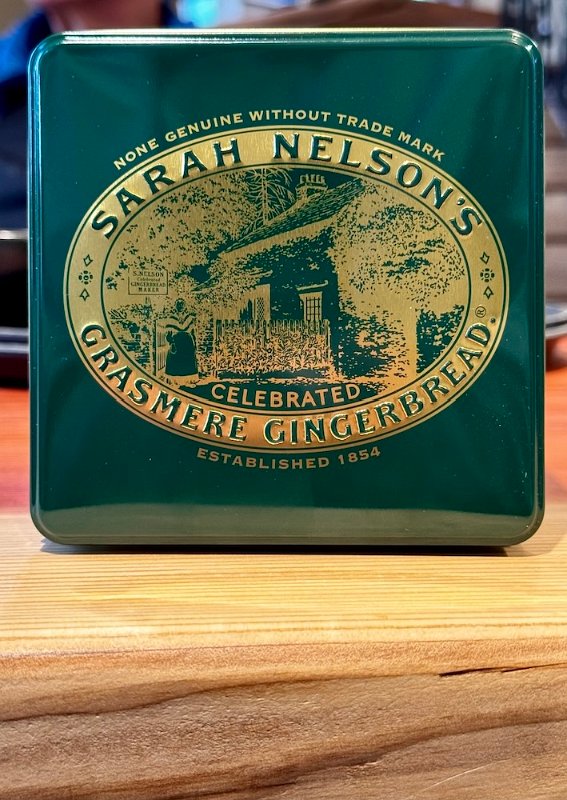 NONE GENUINE WITHOUT TRADE MARK
SARAH NELSON'S
S.NELSON
GINGERBREAD
MAKER
CELEBRATED
GRASMERE GINGERBREAD®
ESTABLISHED 1854